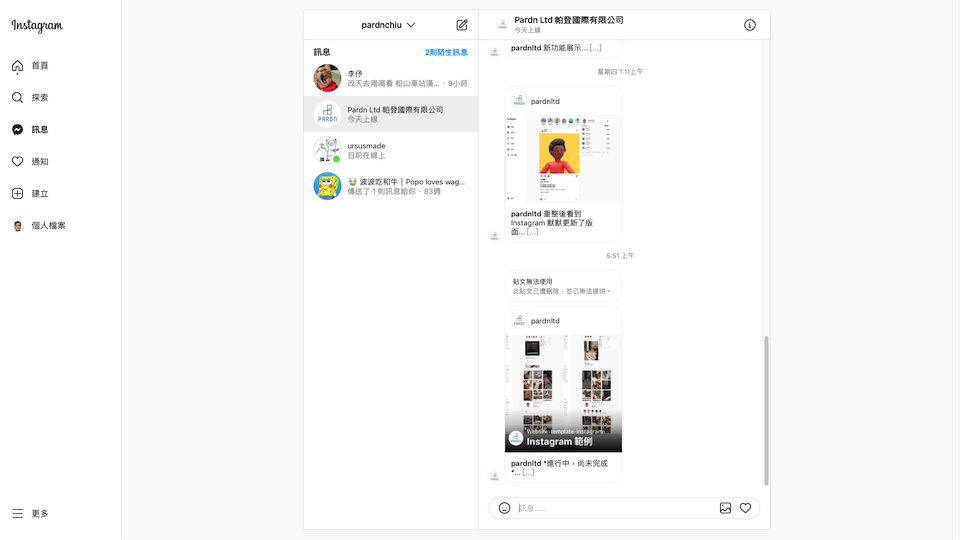 Instagram
首頁
探索
訊息
通知
建立
個人檔案
更多
pardnchiu
訊息
2則陌生訊息
李伃
改天去喝喝看 松山車站漢... · 9小時
Pardn Ltd 帕登國際有限公司
今天上線
ursusmade
目前在線上
波波吃和牛｜Popo loves wag...
傳送了 1 則訊息給你 · 83週
Pardn Ltd 帕登國際有限公司
今天上線
pardnltd 新功能展示... [...]
星期四 1:11上午
pardnltd
pardnltd 重整後看到
Instagram 默默更新了版
面... [...]
5:51 上午
貼文無法使用
此貼文已遭刪除，並已無法提供。
pardnltd
Website-template-instagram
Instagram 範例
pardnltd *進行中，尚未完成
*... [...]
訊息......